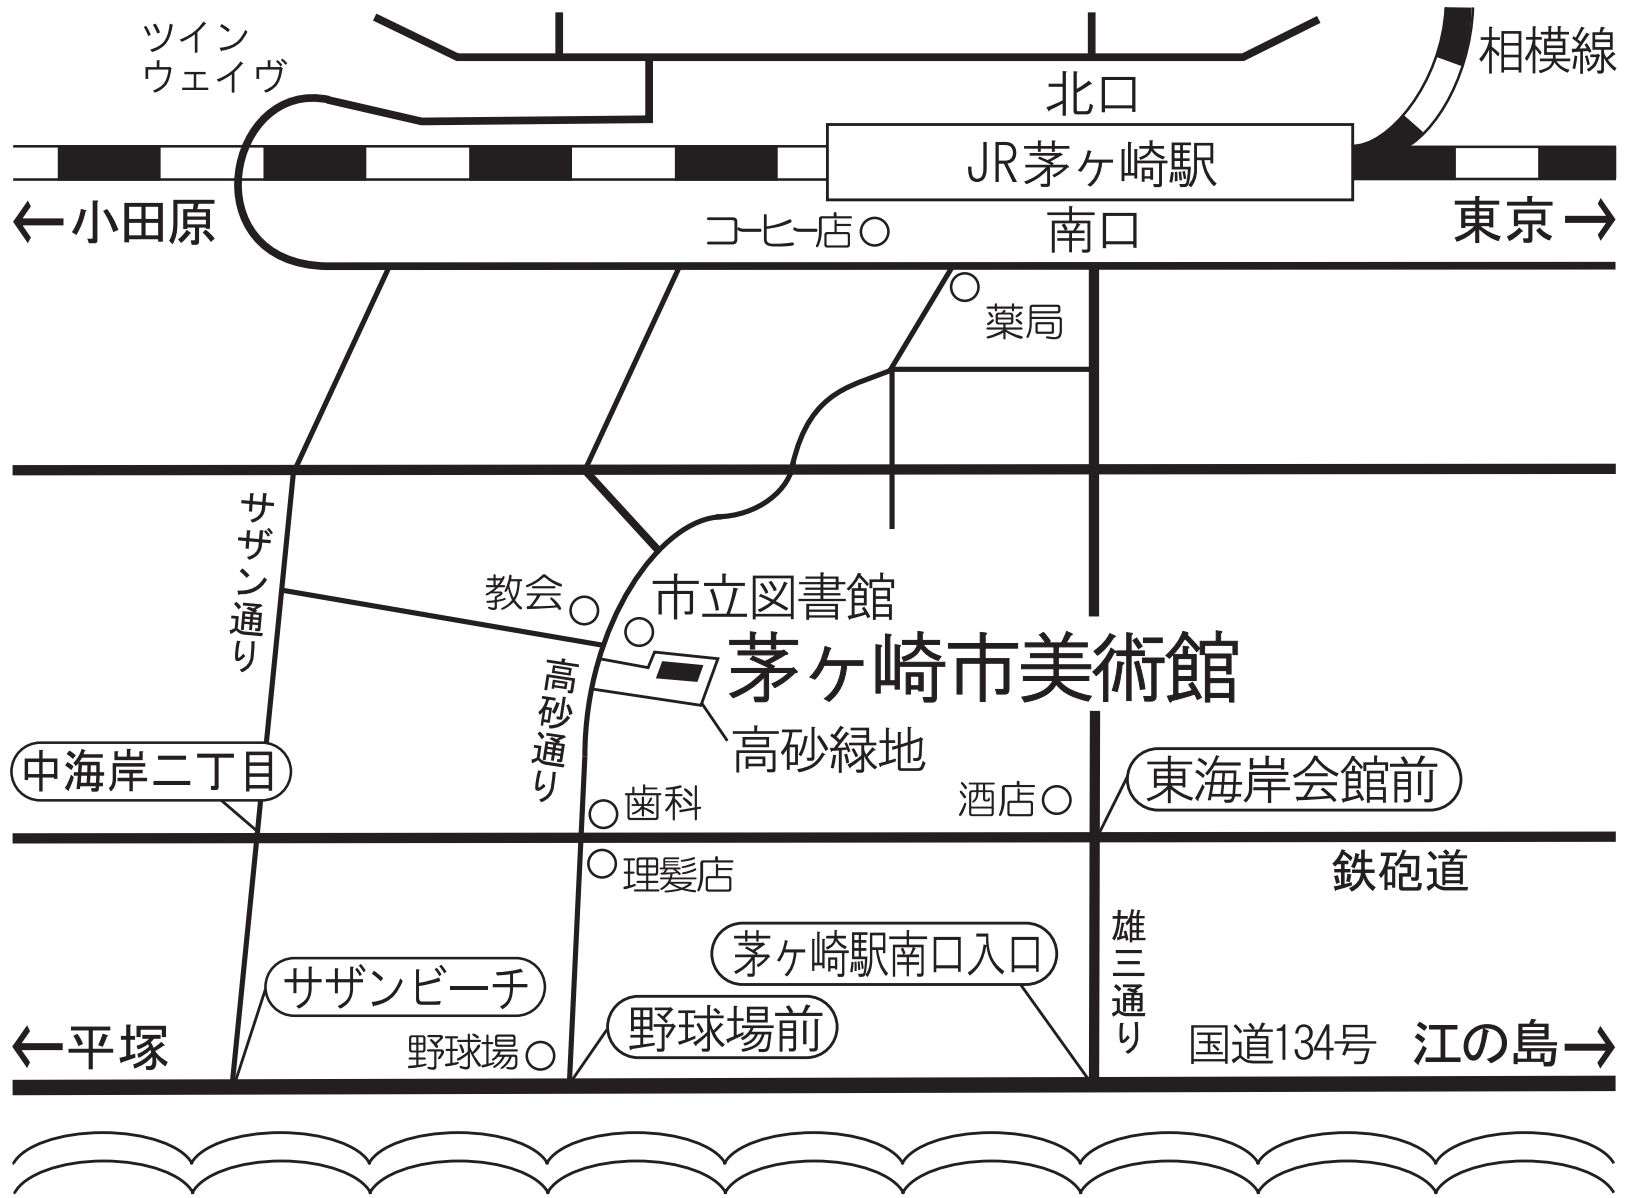 ツイン
ウェイヴ
相模線
北口
JR茅ヶ崎駅
←小田原
コーヒー店
南口
東京→
薬局
サザン通り
教会
市立図書館
茅ヶ崎市美術館
高砂通り
高砂緑地
中海岸二丁目
歯科
酒店
東海岸会館前
理髪店
鉄砲道
雄三通り
茅ヶ崎駅南口入口
サザンビーチ
野球場
野球場前
←平塚
国道134号
江の島→